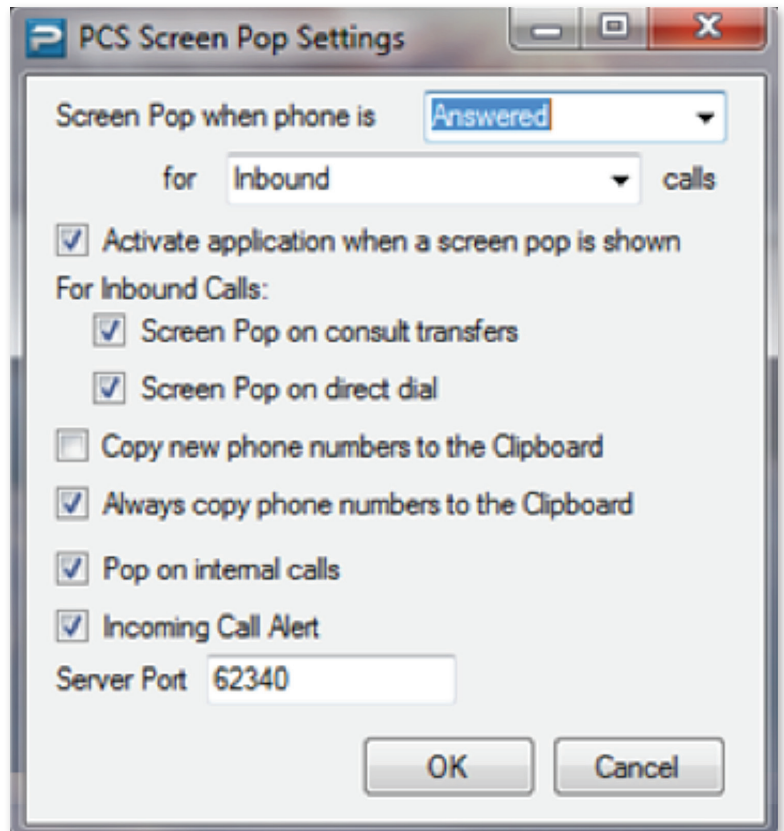 PCS Screen Pop Settings
Screen Pop when phone is Answered
for Inbound calls
Activate application when a screen pop is shown
For Inbound Calls:
Screen Pop on consult transfers
Screen Pop on direct dial
Copy new phone numbers to the Clipboard
Always copy phone numbers to the Clipboard
Pop on internal calls
Incoming Call Alert
Server Port 62340
OK Cancel